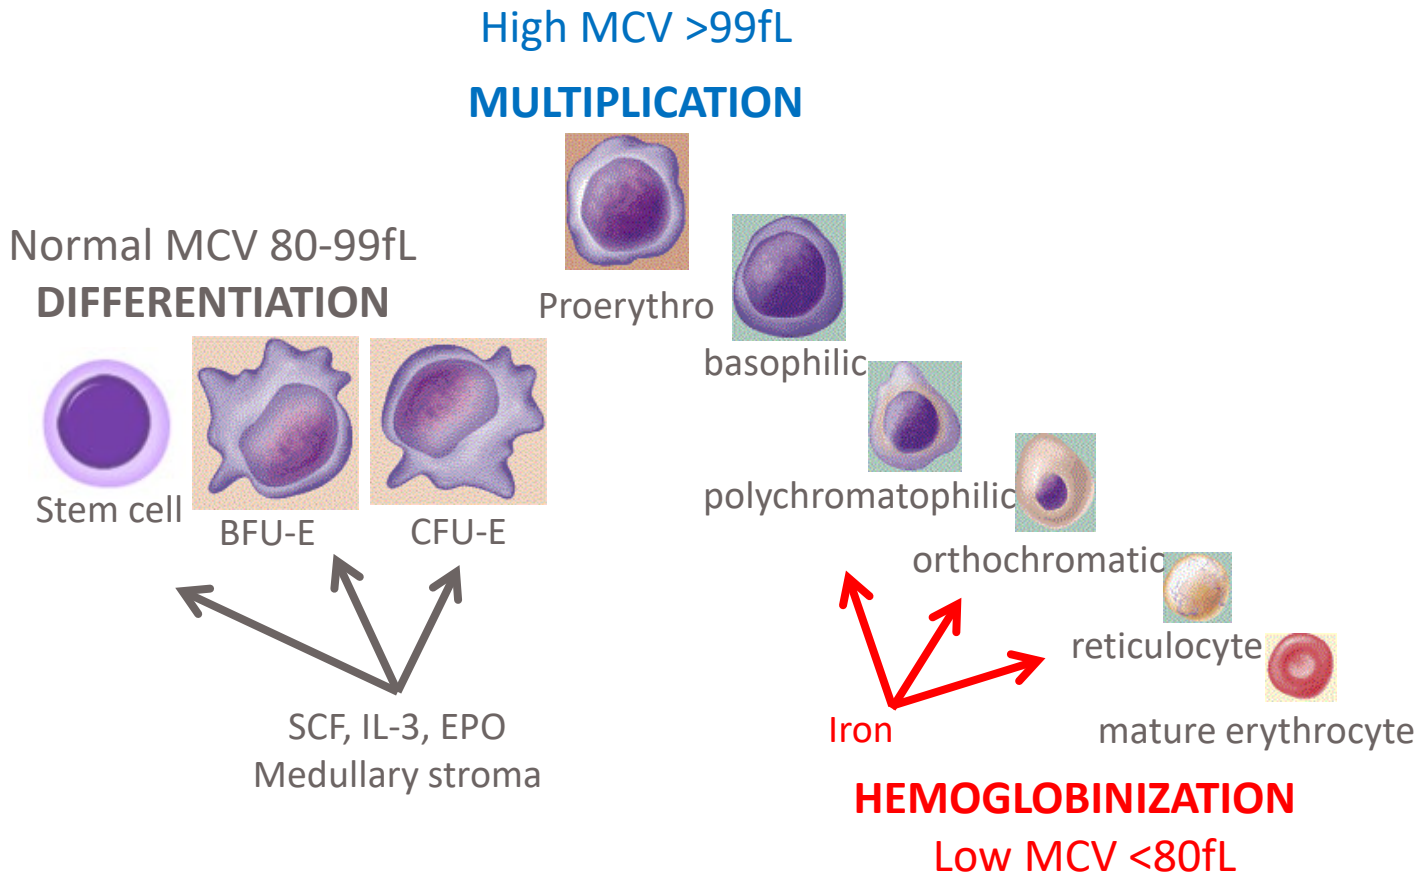 High MCV >99fL
MULTIPLICATION
Normal MCV 80-99fL
DIFFERENTIATION
Proerythro
basophilic
polychromatophilic
Stem cell
BFU-E
CFU-E
orthochromatic
reticulocyte
SCF, IL-3, EPO
Medullary stroma
Iron
mature erythrocyte
HEMOGLOBINIZATION
Low MCV <80fL